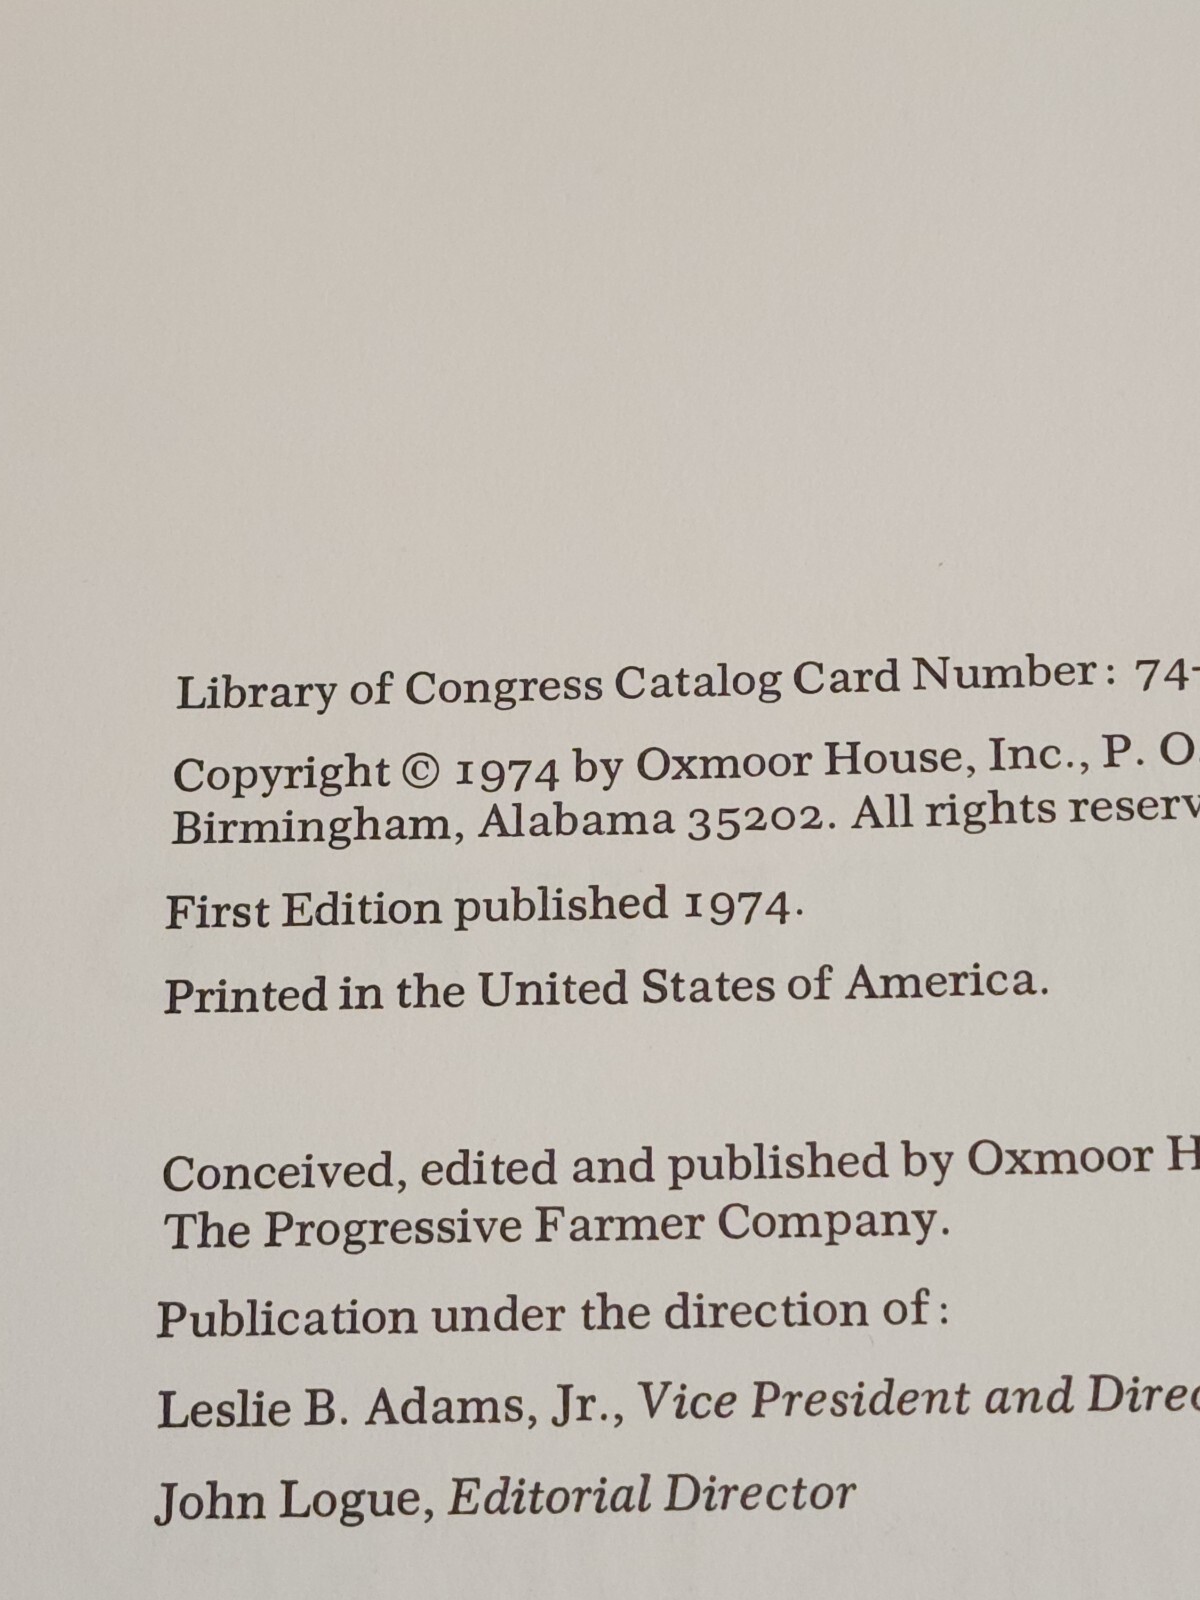 Library of Congress Catalog Card Number: 74-
Copyright © 1974 by Oxmoor House, Inc., P. O.
Birmingham, Alabama 35202. All rights reserv
First Edition published 1974.
Printed in the United States of America.
Conceived, edited and published by Oxmoor H
The Progressive Farmer Company.
Publication under the direction of:
Leslie B. Adams, Jr., Vice President and Direc
John Logue, Editorial Director